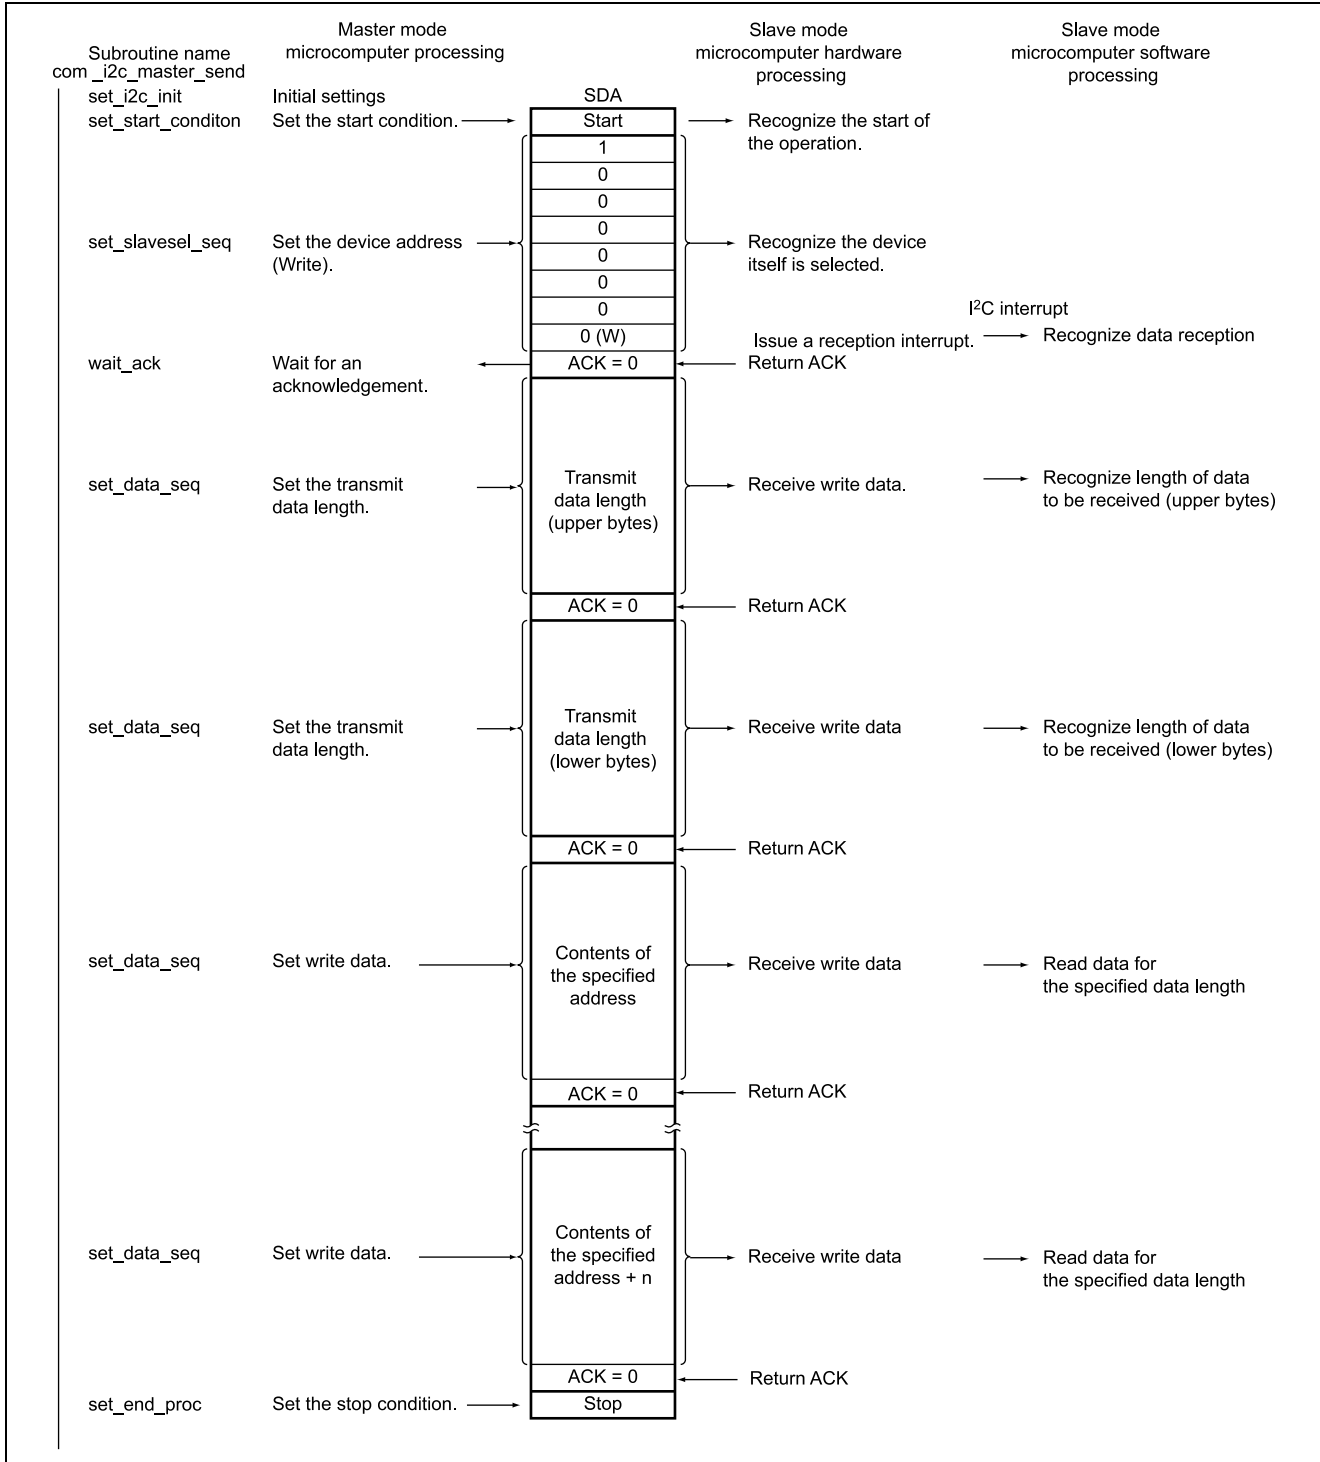 Subroutine name
com _i2c_master_send
Master mode
microcomputer processing
Slave mode
microcomputer hardware
processing
Slave mode
microcomputer software
processing
set_i2c_init
Initial settings
SDA
set_start_conditon
Set the start condition.
Start
Recognize the start of
the operation.
1
0
0
0
0
0
0
0 (W)
set_slavesel_seq
Set the device address
(Write).
Recognize the device
itself is selected.
I²C interrupt
Issue a reception interrupt.
Recognize data reception
wait_ack
Wait for an
acknowledgement.
ACK = 0
Return ACK
set_data_seq
Set the transmit
data length.
Transmit
data length
(upper bytes)
Receive write data.
Recognize length of data
to be received (upper bytes)
ACK = 0
Return ACK
set_data_seq
Set the transmit
data length.
Transmit
data length
(lower bytes)
Receive write data
Recognize length of data
to be received (lower bytes)
ACK = 0
Return ACK
set_data_seq
Set write data.
Contents of
the specified
address
Receive write data
Read data for
the specified data length
ACK = 0
Return ACK
set_data_seq
Set write data.
Contents of
the specified
address + n
Receive write data
Read data for
the specified data length
ACK = 0
Return ACK
set_end_proc
Set the stop condition.
Stop